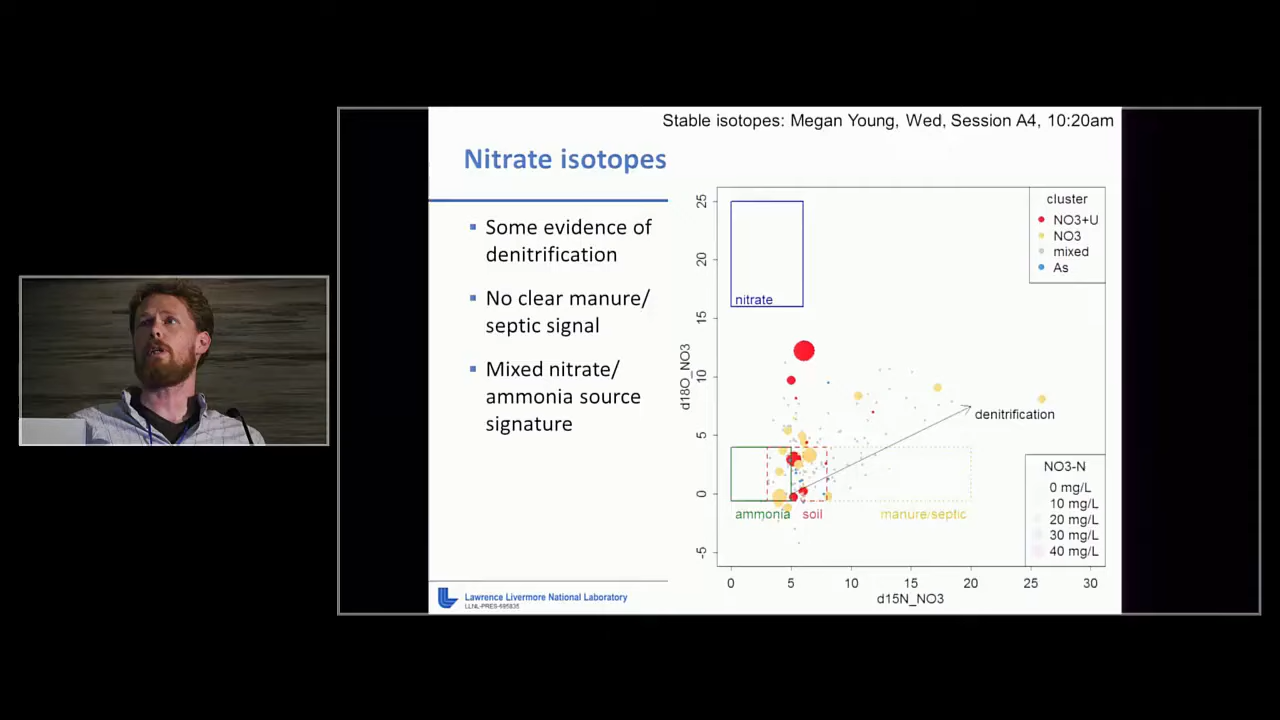 Stable isotopes: Megan Young, Wed, Session A4, 10:20am
Nitrate isotopes
Some evidence of
denitrification
No clear manure/
septic signal
Mixed nitrate/
ammonia source
signature
Lawrence Livermore National Laboratory
LLNL-PRES-695835
cluster
NO3+U
NO3
mixed
As
nitrate
denitrification
ammonia
soil
manure/septic
NO3-N
0 mg/L
10 mg/L
20 mg/L
30 mg/L
40 mg/L
25
20
15
10
5
0
-5
d18O_NO3
0 5 10 15 20 25 30
d15N_NO3